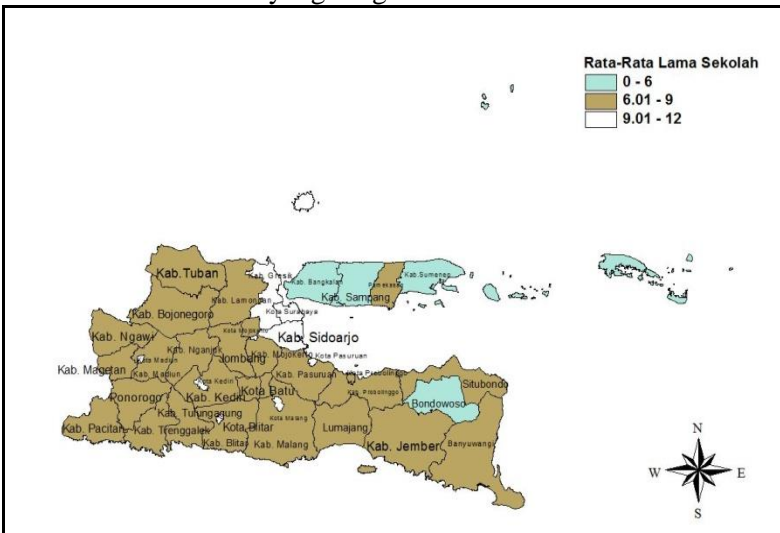 Rata-Rata Lama Sekolah
0 - 6
6.01 - 9
9.01 - 12
Kab.Tuban
Kab. Gresik
Kab. Bangkalan
Kab. Sampang
Pamekasan
Kab.Sumenep
Kab. Lamongan
Kab. Bojonegoro
Kota Surabaya
Kab. Ngawi
Kota Mojokerto
Kab. Sidoarjo
Kab. Nganjuk
Jombang
Kab. Mojokerto
Kota Pasuruan
Kab. Magetan
Kota Madiun
Kab. Madiun
Kab. Pasuruan
Kota Probolinggo
Kota Kediri
Kab. Probolinggo
Situbondo
Ponorogo
Kab. Kediri
Kota Batu
Bondowoso
Kab. Tulungagung
Kota Malang
Kab. Pacitan
Kab. Trenggalek
Kota Blitar
Lumajang
Kab. Blitar
Kab. Malang
Kab. Jember
Banyuwangi
N
W
E
S